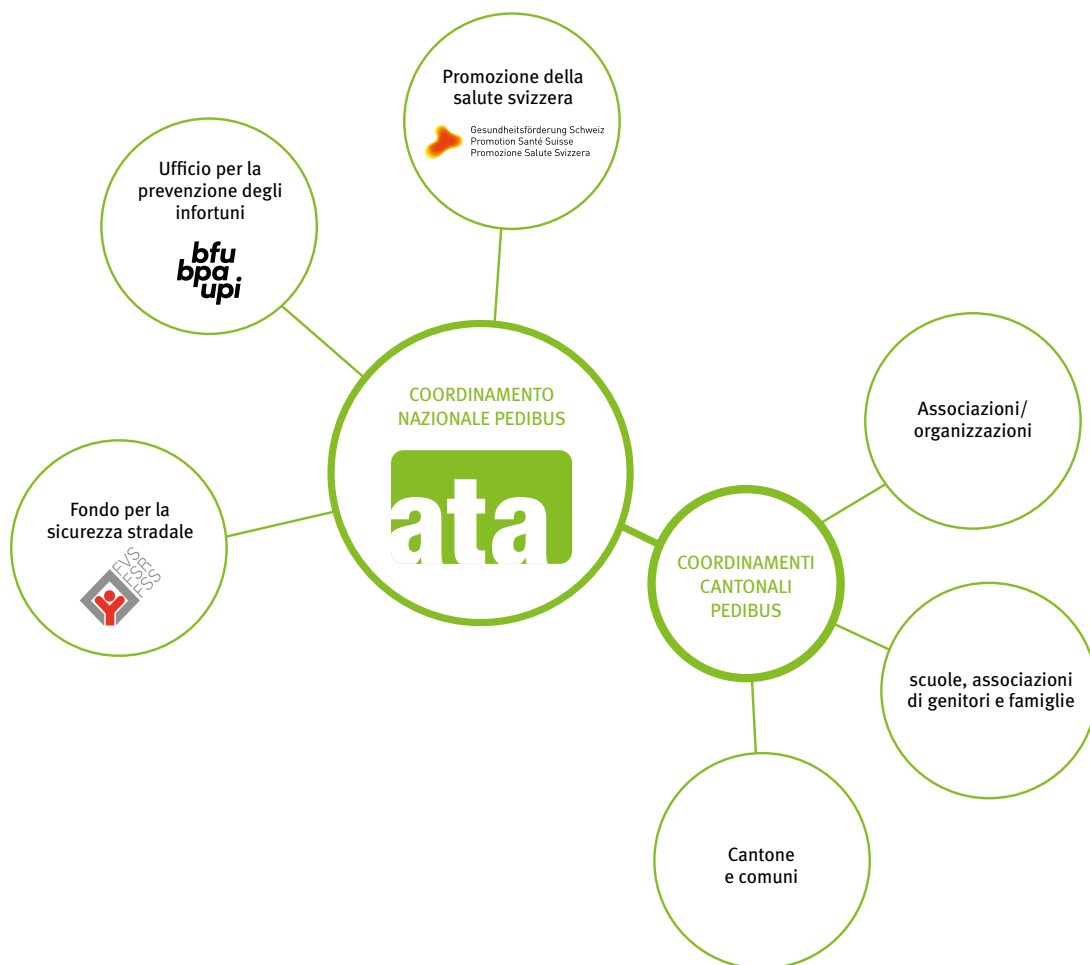 Promozione della
salute svizzera
Gesundheitsförderung Schweiz
Promotion Santé Suisse
Promozione Salute Svizzera
Ufficio per la
prevenzione degli
infortuni
bfu
bpa
upi
COORDINAMENTO
NAZIONALE PEDIBUS
ata
Associazioni/
organizzazioni
Fondo per la
sicurezza stradale
FVS
FSR
SSS
COORDINAMENTI
CANTONALI
PEDIBUS
scuole, associazioni
di genitori e famiglie
Cantone
e comuni